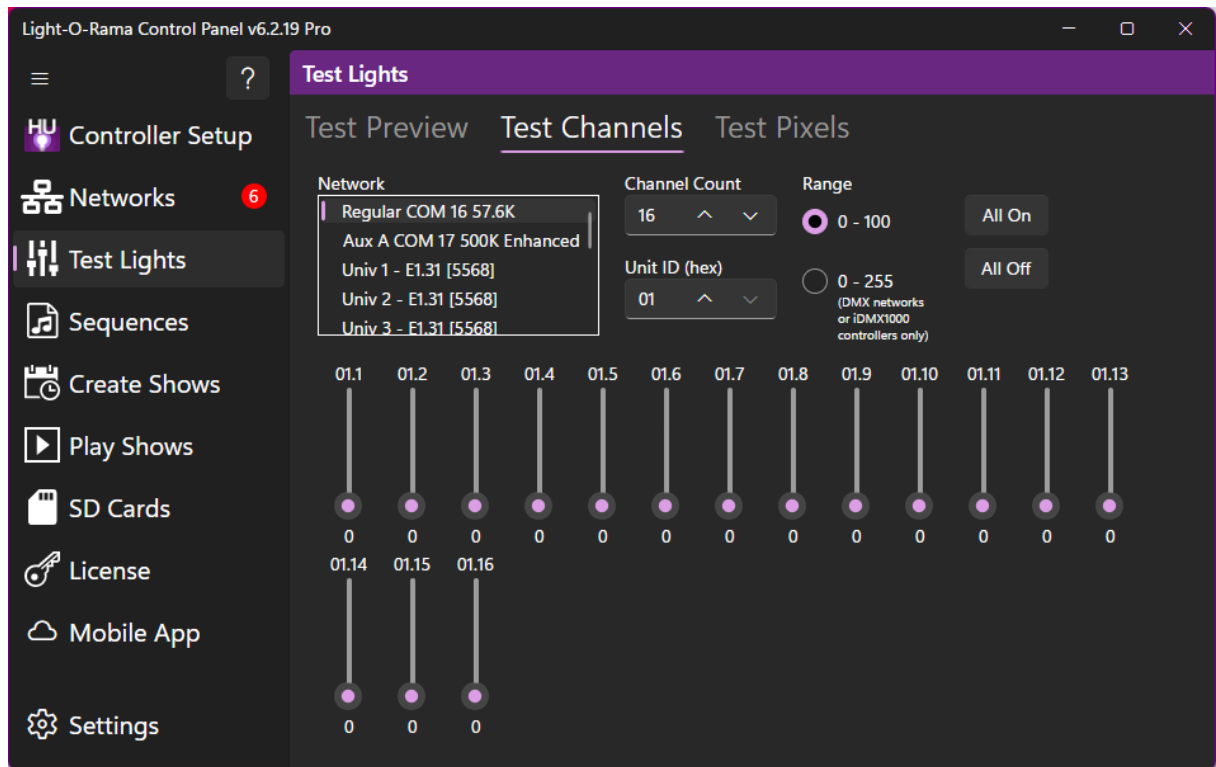 Light-O-Rama Control Panel v6.2.19 Pro
?
Test Lights
HU Controller Setup
Networks 6
Test Lights
Sequences
Create Shows
Play Shows
SD Cards
License
Mobile App
Settings
Test Preview Test Channels Test Pixels
Network
Regular COM 16 57.6K
Aux A COM 17 500K Enhanced
Univ 1 - E1.31 [5568]
Univ 2 - E1.31 [5568]
Univ 3 - E1.31 [5568]
Channel Count
16
Unit ID (hex)
01
Range
0 - 100
0 - 255
(DMX networks
or iDMX1000
controllers only)
All On
All Off
01.1 01.2 01.3 01.4 01.5 01.6 01.7 01.8 01.9 01.10 01.11 01.12 01.13
0 0 0 0 0 0 0 0 0 0 0 0 0
01.14 01.15 01.16
0 0 0